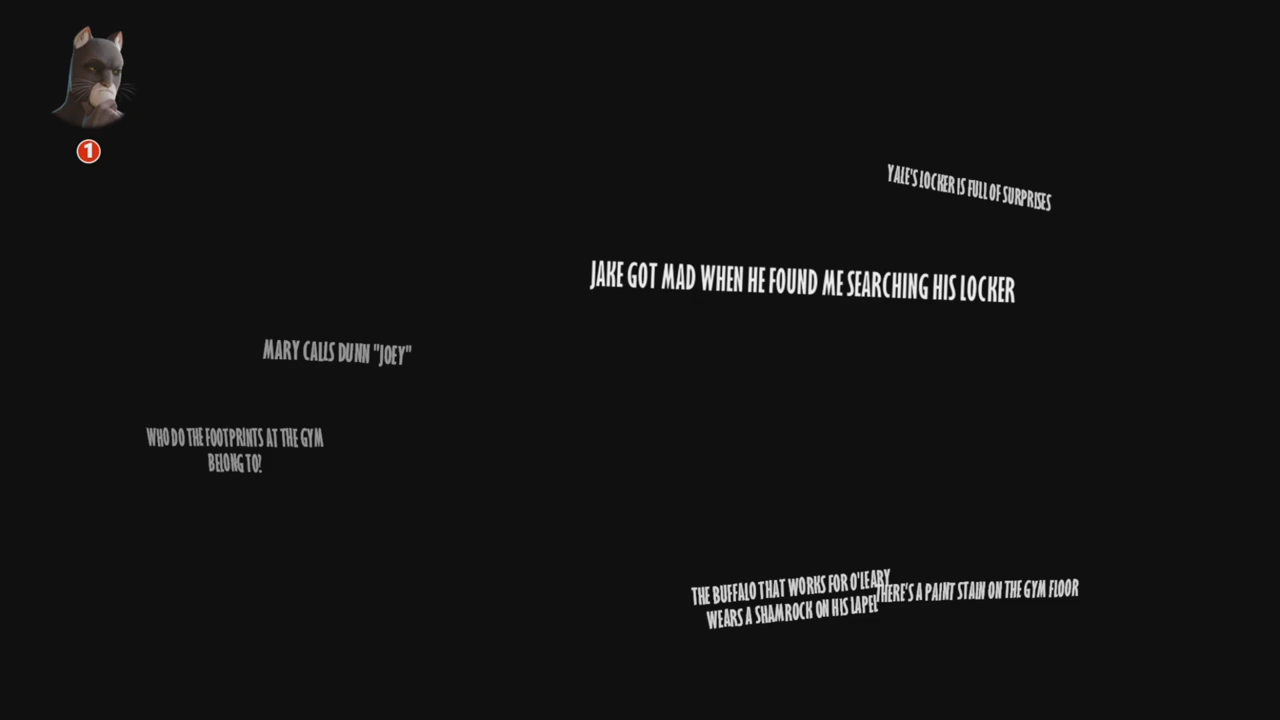 1
YALE'S LOCKER IS FULL OF SURPRISES
JAKE GOT MAD WHEN HE FOUND ME SEARCHING HIS LOCKER
MARY CALLS DUNN "JOEY"
WHO DO THE FOOTPRINTS AT THE GYM
BELONG TO?
THE BUFFALO THAT WORKS FOR O'LEARY
WEARS A SHAMROCK ON HIS LAPEL
THERE'S A PAINT STAIN ON THE GYM FLOOR